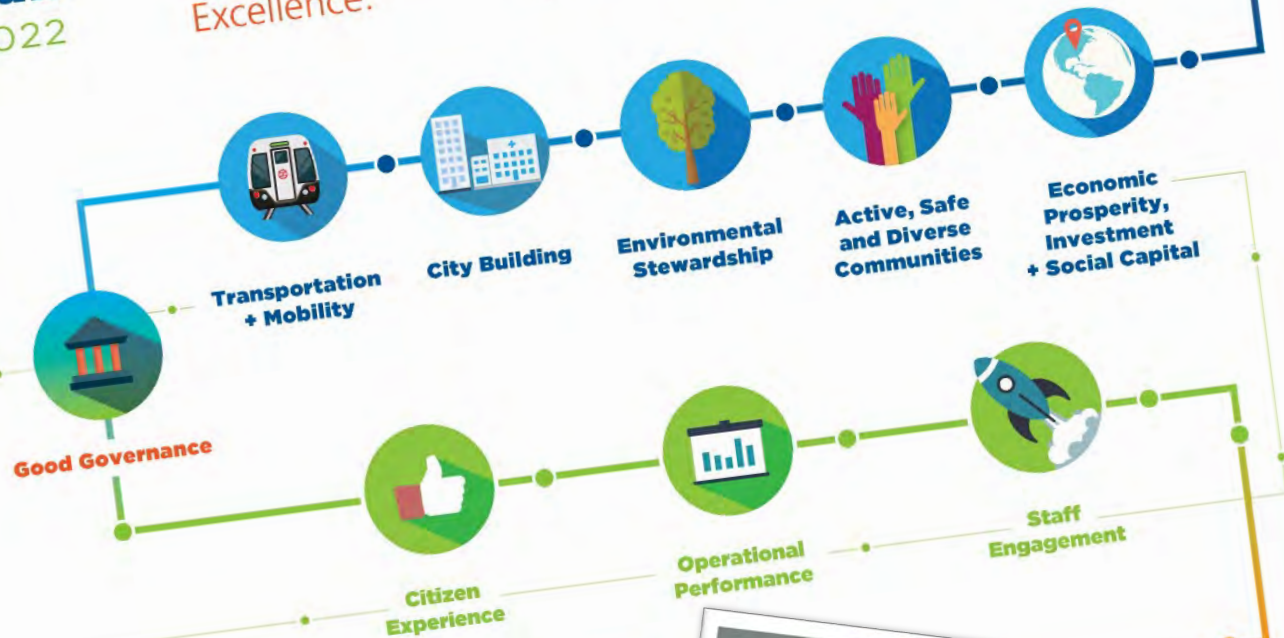 Excellence.
Transportation
+ Mobility
City Building
Environmental
Stewardship
Active, Safe
and Diverse
Communities
Economic
Prosperity,
Investment
+ Social Capital
Good Governance
Citizen
Experience
Operational
Performance
Staff
Engagement